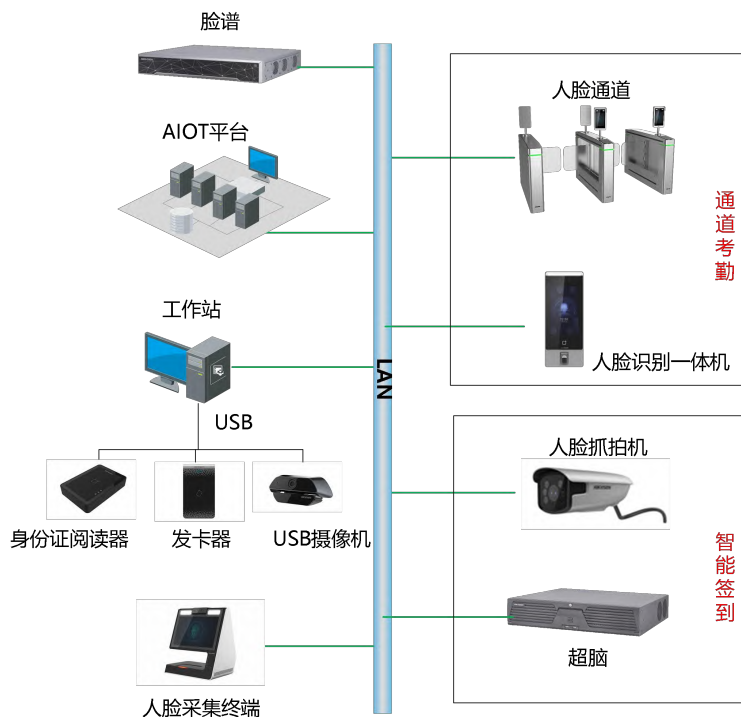 脸谱
AIOT平台
工作站
USB
身份证阅读器
发卡器
USB摄像机
人脸采集终端
LAN
人脸通道
人脸识别一体机
通道考勤
人脸抓拍机
HIKVISION
超脑
智能签到